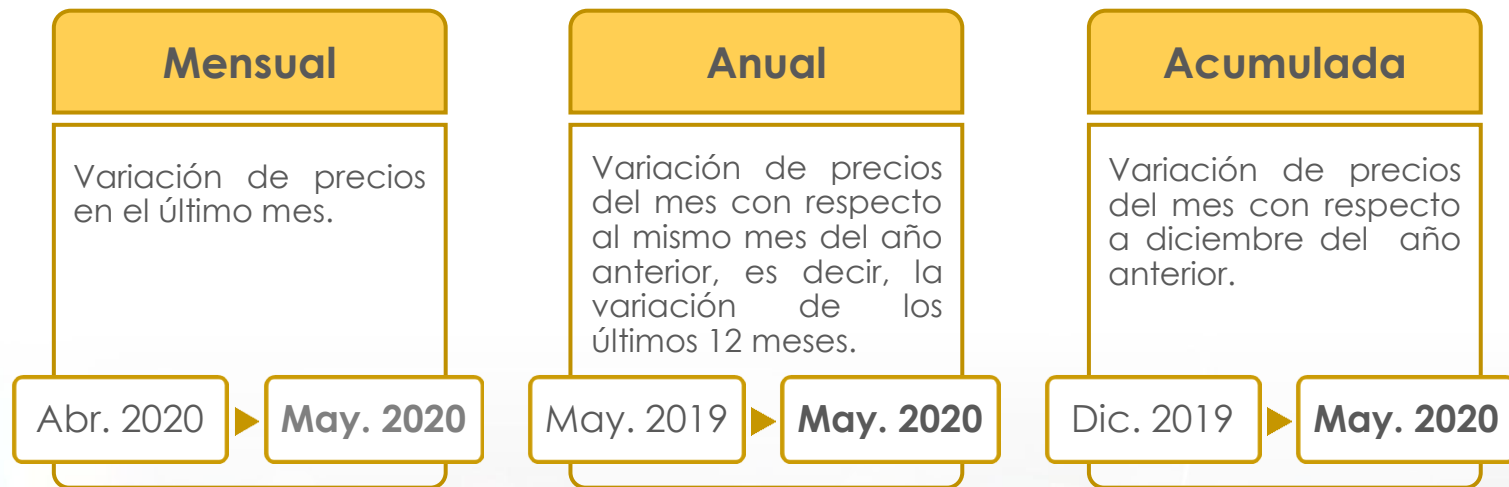 Mensual
Variación de precios
en el último mes.
Abr. 2020
May. 2020
Anual
Variación de precios
del mes con respecto
al mismo mes del año
anterior, es decir, la
variación de los
últimos 12 meses.
May. 2019
May. 2020
Acumulada
Variación de precios
del mes con respecto
a diciembre del año
anterior.
Dic. 2019
May. 2020